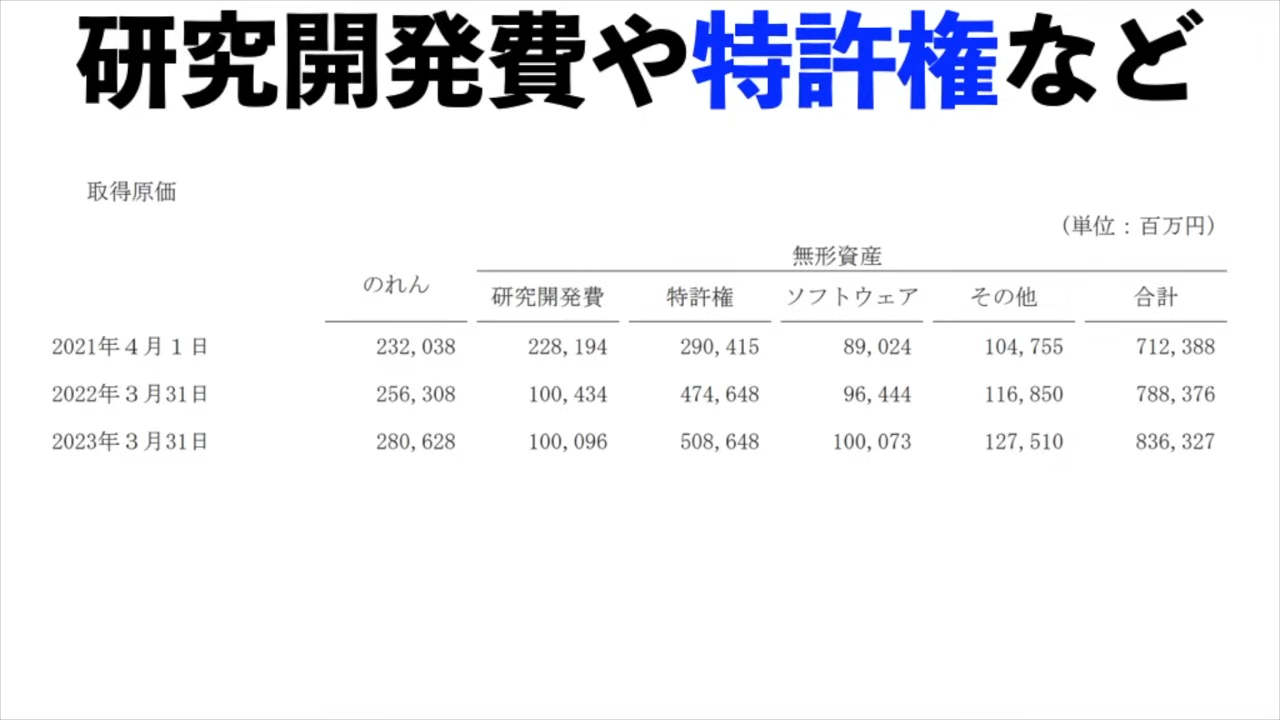 研究開発費や特許権など
取得原価
（単位：百万円）
無形資産
のれん 研究開発費 特許権 ソフトウェア その他 合計
2021年４月１日 232,038 228,194 290,415 89,024 104,755 712,388
2022年３月31日 256,308 100,434 474,648 96,444 116,850 788,376
2023年３月31日 280,628 100,096 508,648 100,073 127,510 836,327